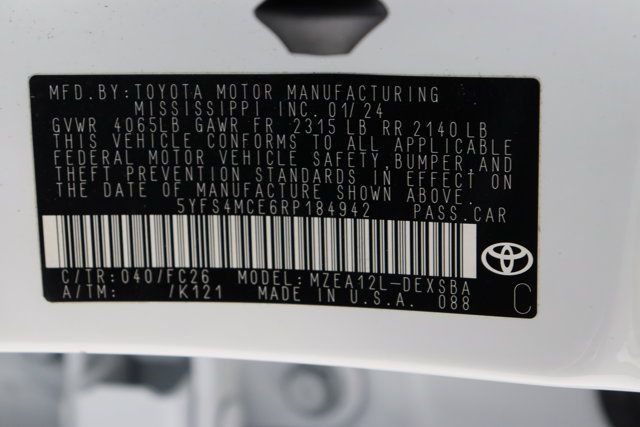 MFD.BY:TOYOTA MOTOR MANUFACTURING
MISSISSIPPI INC. 01/24
GVWR 4065LB GAWR FR 2315 LB RR 2140 LB
THIS VEHICLE CONFORMS TO ALL APPLICABLE
FEDERAL MOTOR VEHICLE SAFETY,BUMPER,AND
THEFT PREVENTION STANDARDS IN EFFECT ON
THE DATE OF MANUFACTURE SHOWN ABOVE.
5YFS4MCE6RP184942 PASS.CAR
C/TR:040/FC26 MODEL:MZEA12L-DEXSBA
A/TM: /K121 MADE IN U.S.A. 088
C